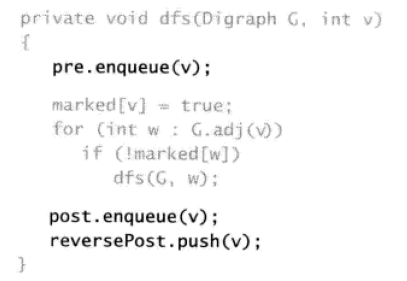 private void dfs(Digraph G, int v)
{
pre.enqueue(v);
marked[v] = true;
for (int w : G.adj(v))
if (!marked[w])
dfs(G, w);
post.enqueue(v);
reversePost.push(v);
}